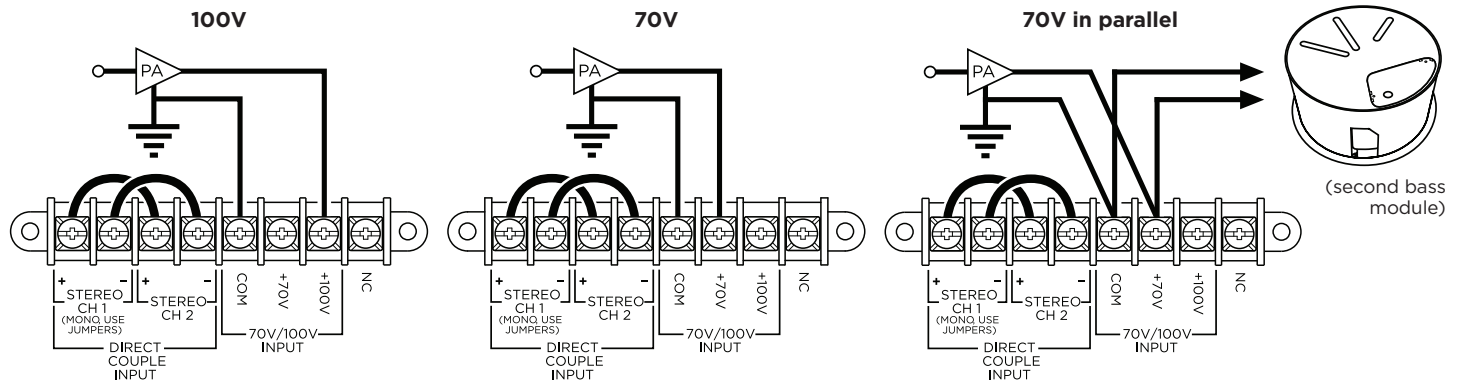 100V
PA
+
-
+
-
STEREO
CH 1
(MONO, USE
JUMPERS)
STEREO
CH 2
COM
+70V
+100V
NC
DIRECT
COUPLE
INPUT
70V/100V
INPUT
70V
PA
+
-
+
-
STEREO
CH 1
(MONO, USE
JUMPERS)
STEREO
CH 2
COM
+70V
+100V
NC
DIRECT
COUPLE
INPUT
70V/100V
INPUT
70V in parallel
PA
(second bass
module)
+
-
+
-
STEREO
CH 1
(MONO, USE
JUMPERS)
STEREO
CH 2
COM
+70V
+100V
NC
DIRECT
COUPLE
INPUT
70V/100V
INPUT